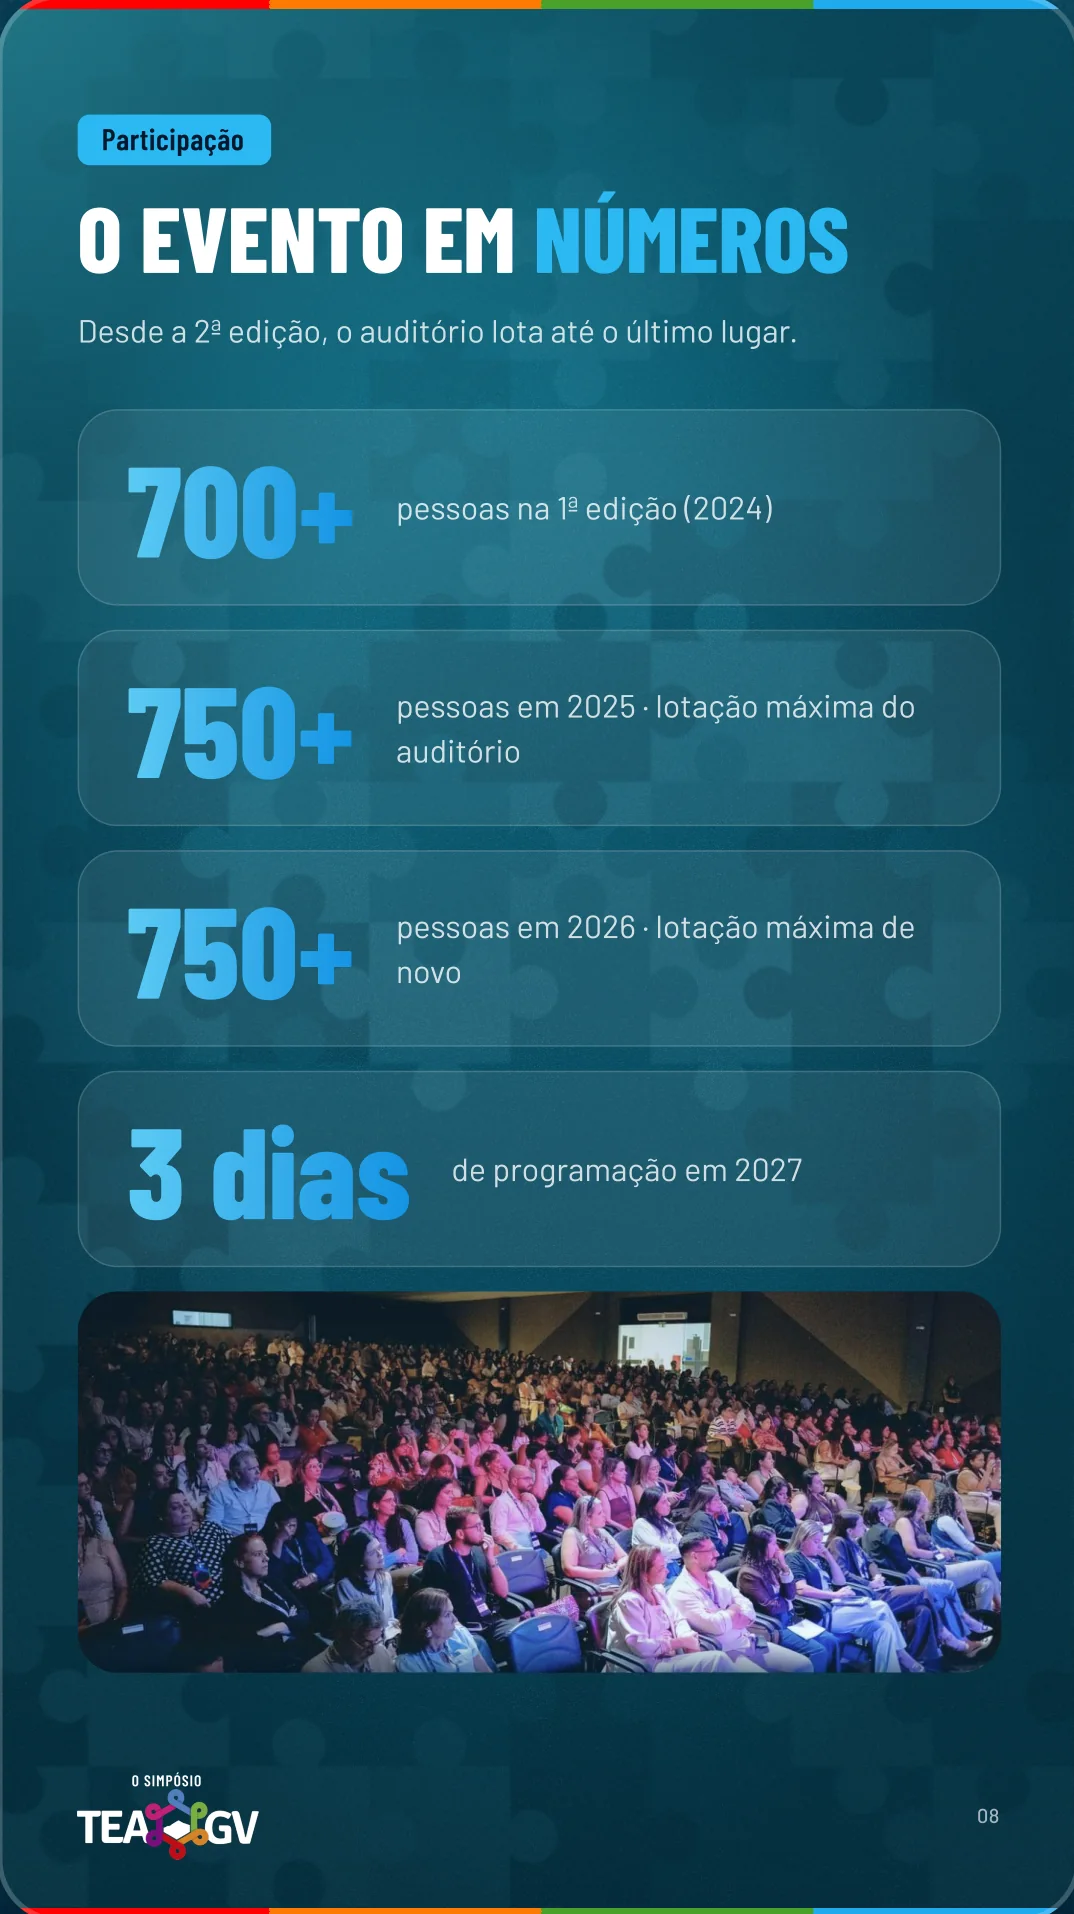 Participação
O EVENTO EM NÚMEROS
Desde a 2ª edição, o auditório lota até o último lugar.
700+
pessoas na 1ª edição (2024)
750+
pessoas em 2025 · lotação máxima do
auditório
750+
pessoas em 2026 · lotação máxima de
novo
3 dias
de programação em 2027
O SIMPÓSIO
TEA GV
08